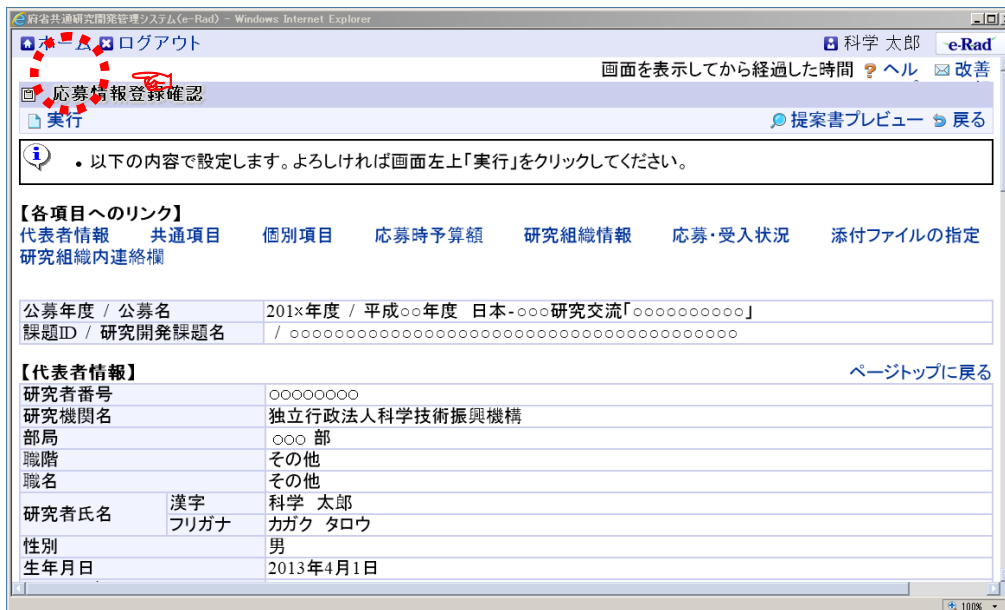 府省共通研究開発管理システム(e-Rad) - Windows Internet Explorer
ホーム ログアウト 科学 太郎 e-Rad
画面を表示してから経過した時間 ヘル 改善
応募情報登録確認
実行 提案書プレビュー 戻る
• 以下の内容で設定します。よろしければ画面左上「実行」をクリックしてください。
【各項目へのリンク】
代表者情報 共通項目 個別項目 応募時予算額 研究組織情報 応募・受入状況 添付ファイルの指定
研究組織内連絡欄
公募年度 / 公募名 201×年度 / 平成○○年度 日本-○○○研究交流「○○○○○○○○○○」
課題ID / 研究開発課題名 / ○○○○○○○○○○○○○○○○○○○○○○○○○○○○○○○○○○○○○○
【代表者情報】 ページトップに戻る
研究者番号 ○○○○○○○○
研究機関名 独立行政法人科学技術振興機構
部局 ○○○ 部
職階 その他
職名 その他
研究者氏名 漢字 科学 太郎
フリガナ カガク タロウ
性別 男
生年月日 2013年4月1日
100%